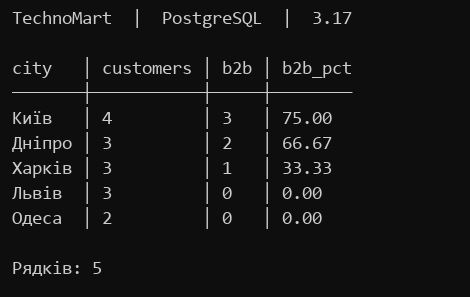 TechnoMart | PostgreSQL | 3.17
city | customers | b2b | b2b_pct
Київ | 4 | 3 | 75.00
Дніпро | 3 | 2 | 66.67
Харків | 3 | 1 | 33.33
Львів | 3 | 0 | 0.00
Одеса | 2 | 0 | 0.00
Рядків: 5